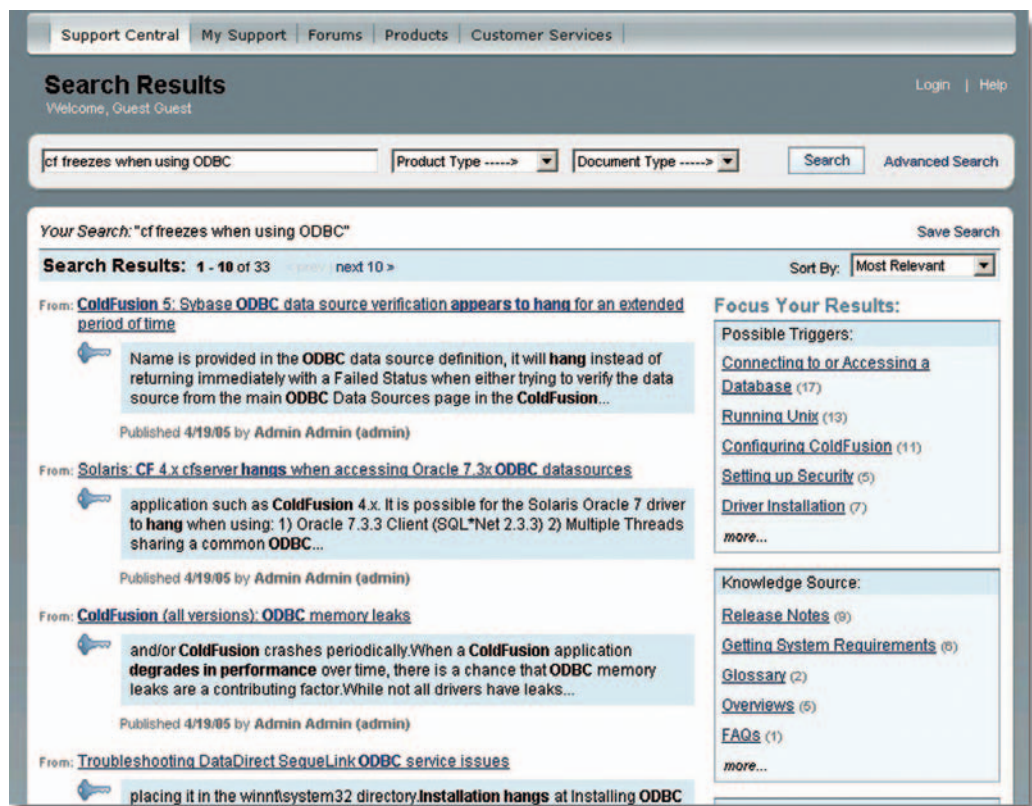 Support Central | My Support | Forums | Products | Customer Services |
Search Results
Login | Help
Welcome, Guest Guest
cf freezes when using ODBC
Product Type ----->
Document Type ----->
Search
Advanced Search
Your Search: "cf freezes when using ODBC"
Save Search
Search Results: 1 - 10 of 33 < prev | next 10 >
Sort By: Most Relevant
From: ColdFusion 5: Sybase ODBC data source verification appears to hang for an extended
period of time
Name is provided in the ODBC data source definition, it will hang instead of
returning immediately with a Failed Status when either trying to verify the data
source from the main ODBC Data Sources page in the ColdFusion...
Published 4/19/05 by Admin Admin (admin)
From: Solaris: CF 4.x cfserver hangs when accessing Oracle 7.3x ODBC datasources
application such as ColdFusion 4.x. It is possible for the Solaris Oracle 7 driver
to hang when using: 1) Oracle 7.3.3 Client (SQL*Net 2.3.3) 2) Multiple Threads
sharing a common ODBC...
Published 4/19/05 by Admin Admin (admin)
From: ColdFusion (all versions): ODBC memory leaks
and/or ColdFusion crashes periodically.When a ColdFusion application
degrades in performance over time, there is a chance that ODBC memory
leaks are a contributing factor.While not all drivers have leaks...
Published 4/19/05 by Admin Admin (admin)
From: Troubleshooting DataDirect SequeLink ODBC service issues
placing it in the winnt\system32 directory.Installation hangs at Installing ODBC
Focus Your Results:
Possible Triggers:
Connecting to or Accessing a
Database (17)
Running Unix (13)
Configuring ColdFusion (11)
Setting up Security (5)
Driver Installation (7)
more...
Knowledge Source:
Release Notes (9)
Getting System Requirements (6)
Glossary (2)
Overviews (5)
FAQs (1)
more...